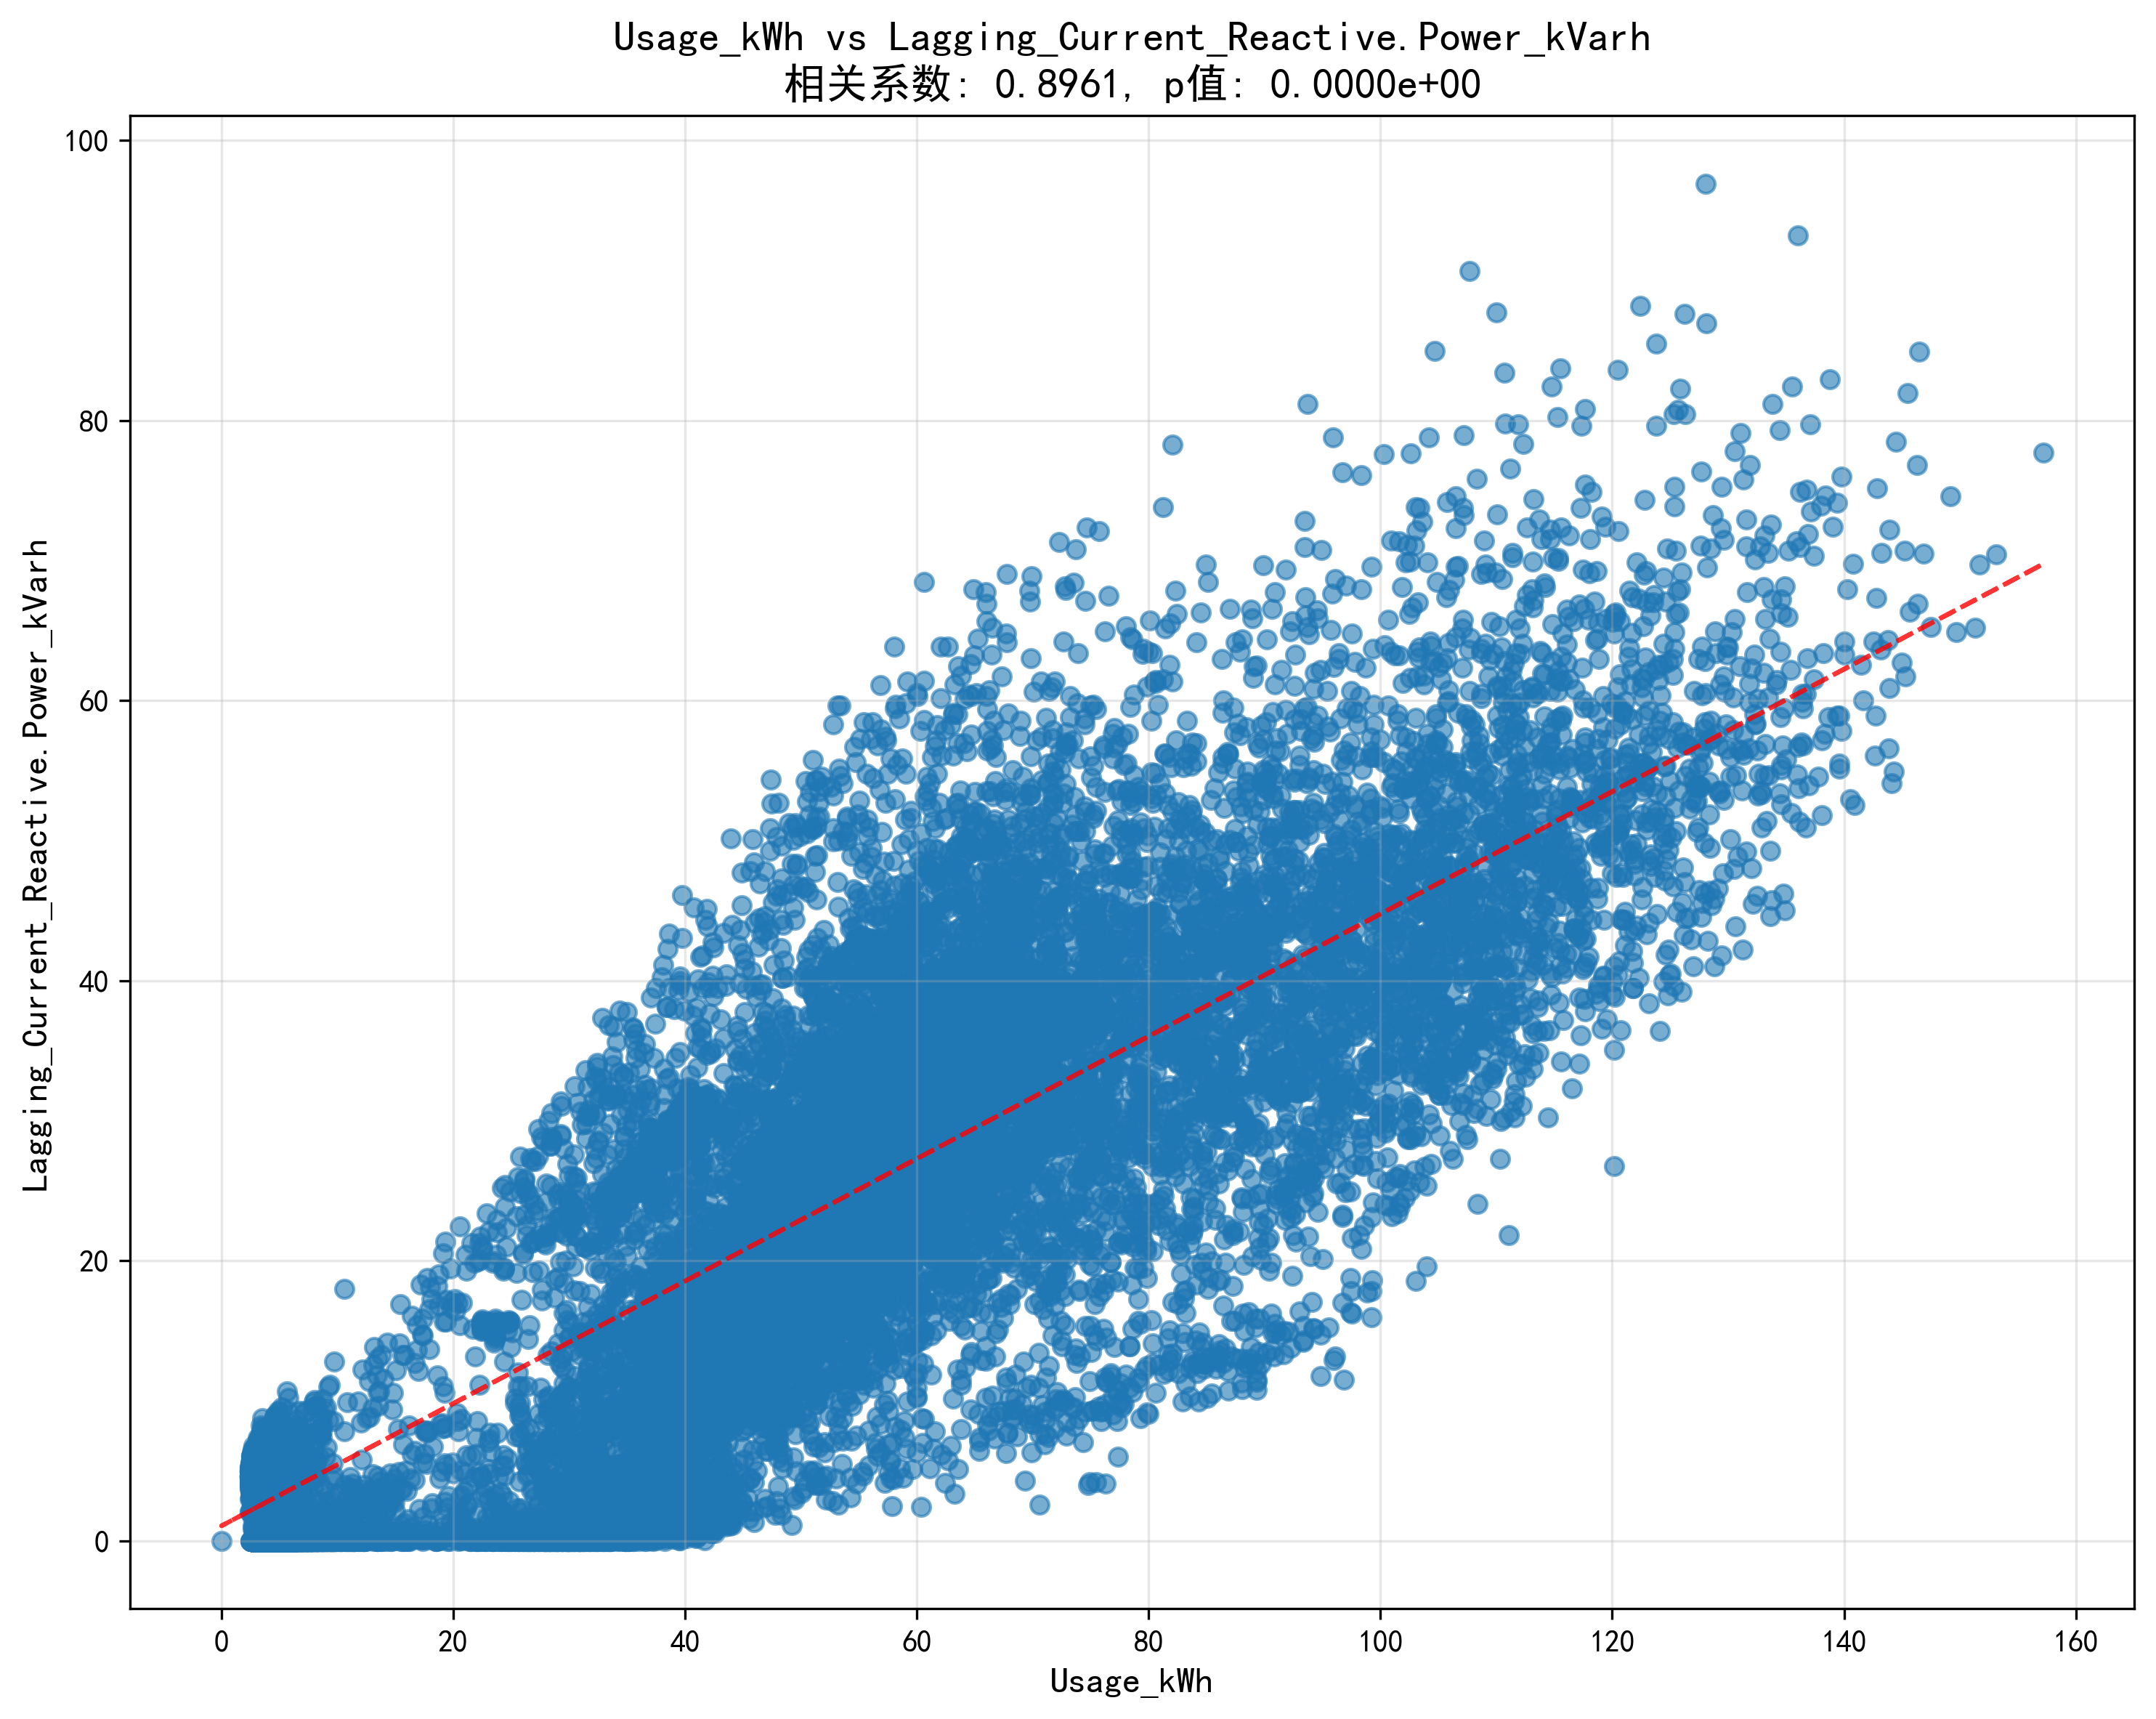 Usage_kWh vs Lagging_Current_Reactive.Power_kVarh
相关系数: 0.8961, p值: 0.0000e+00
100
80
60
40
20
0
Lagging_Current_Reactive.Power_kVarh
0 20 40 60 80 100 120 140 160
Usage_kWh